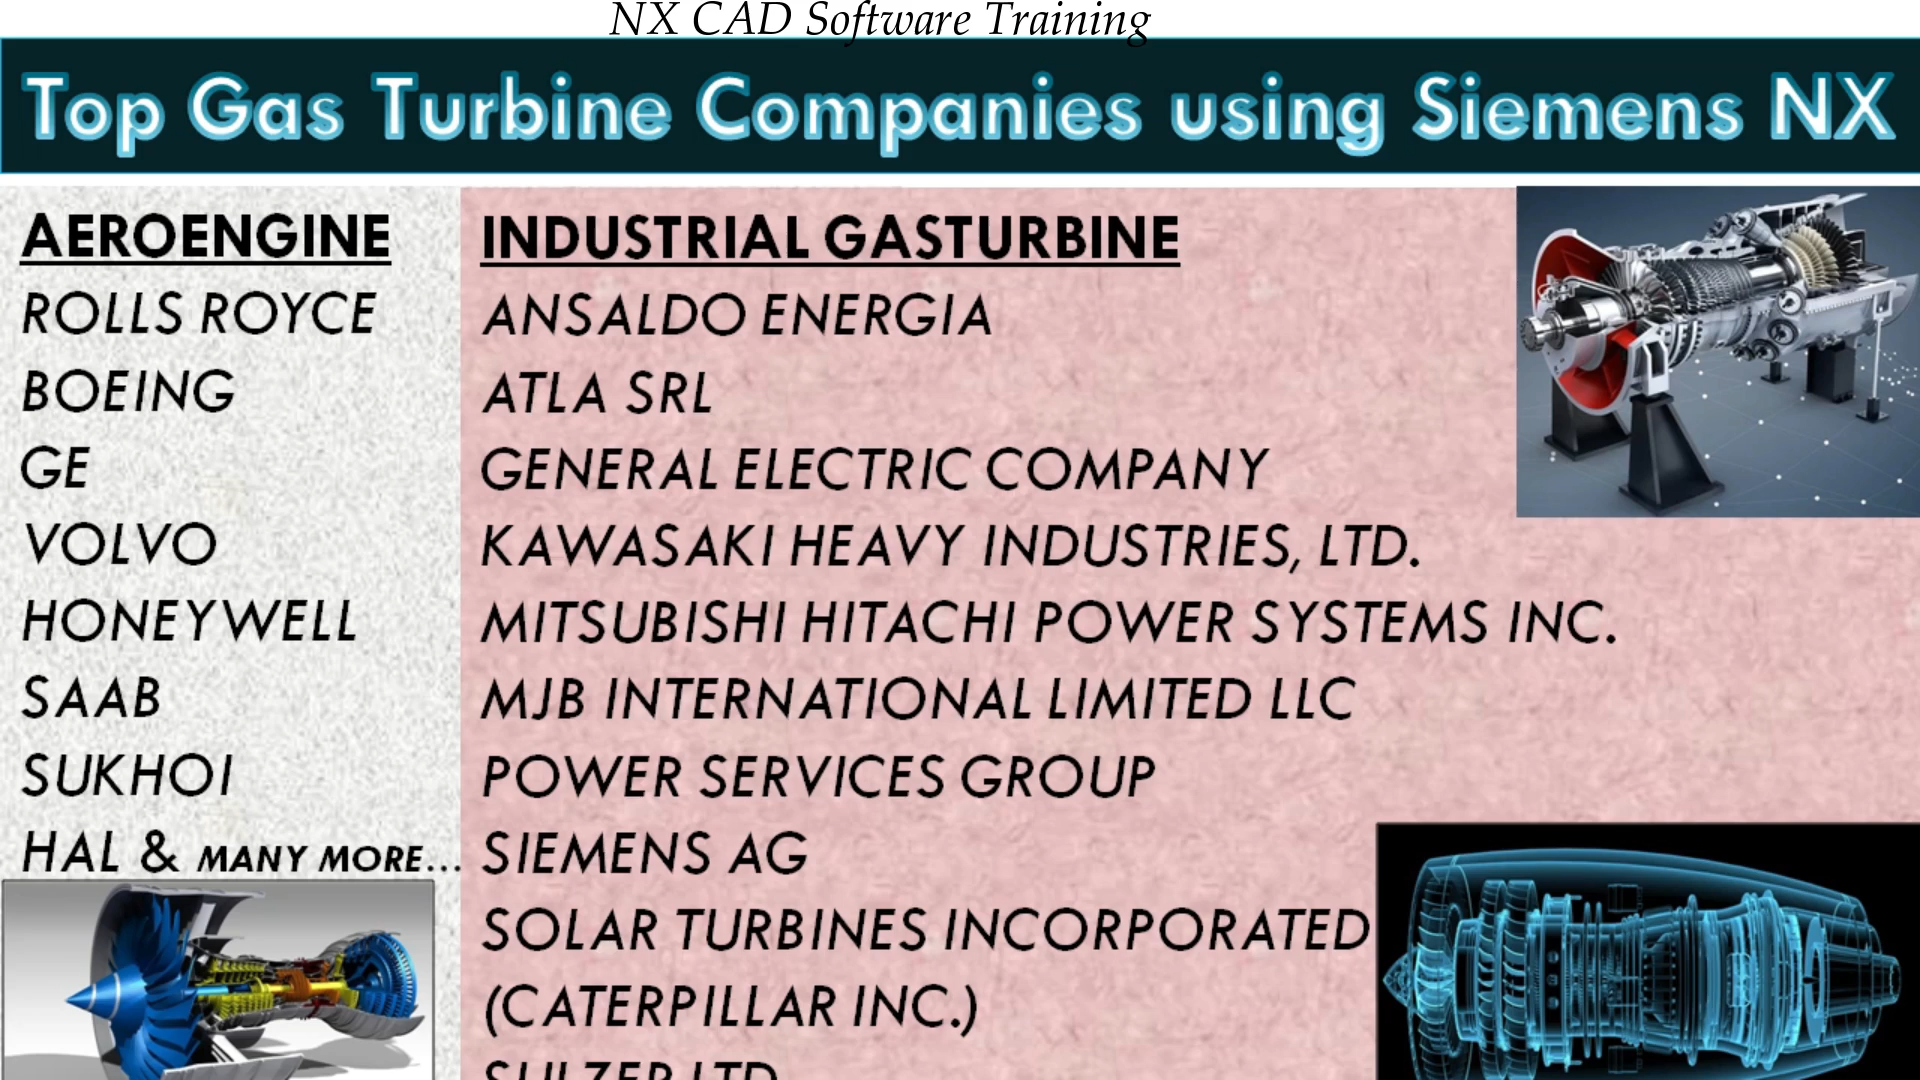 NX CAD Software Training
Top Gas Turbine Companies using Siemens NX
AEROENGINE
ROLLS ROYCE
BOEING
GE
VOLVO
HONEYWELL
SAAB
SUKHOI
HAL & MANY MORE...
INDUSTRIAL GASTURBINE
ANSALDO ENERGIA
ATLA SRL
GENERAL ELECTRIC COMPANY
KAWASAKI HEAVY INDUSTRIES, LTD.
MITSUBISHI HITACHI POWER SYSTEMS INC.
MJB INTERNATIONAL LIMITED LLC
POWER SERVICES GROUP
SIEMENS AG
SOLAR TURBINES INCORPORATED
(CATERPILLAR INC.)
SULZER LTD